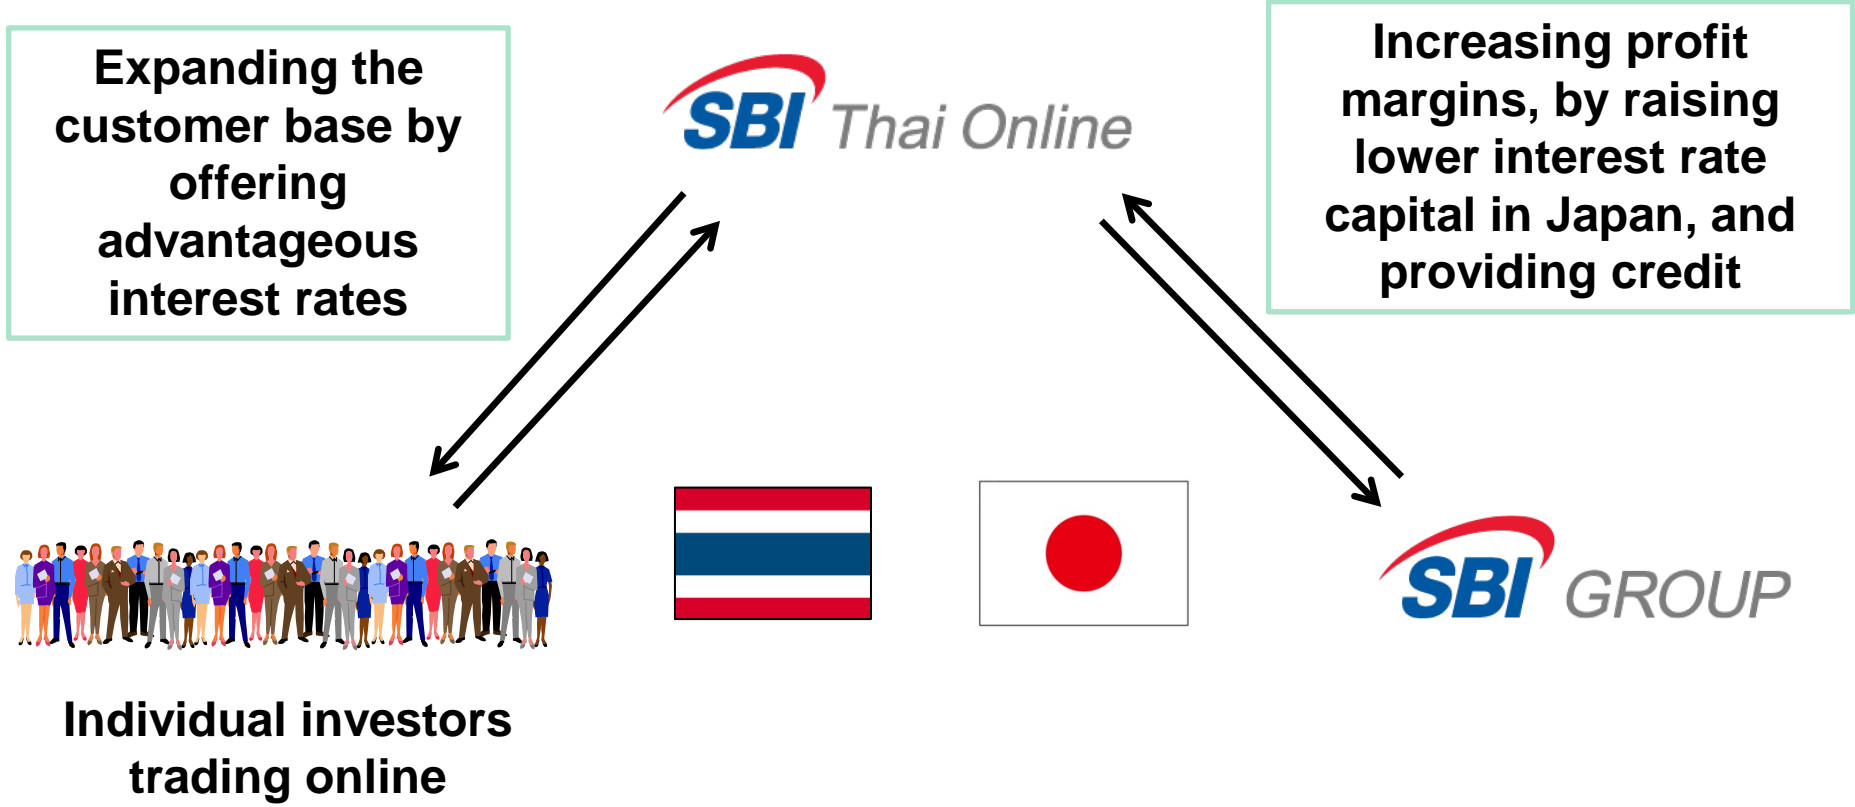 Expanding the
customer base by
offering
advantageous
interest rates
SBI Thai Online
Increasing profit
margins, by raising
lower interest rate
capital in Japan, and
providing credit
SBI GROUP
Individual investors
trading online